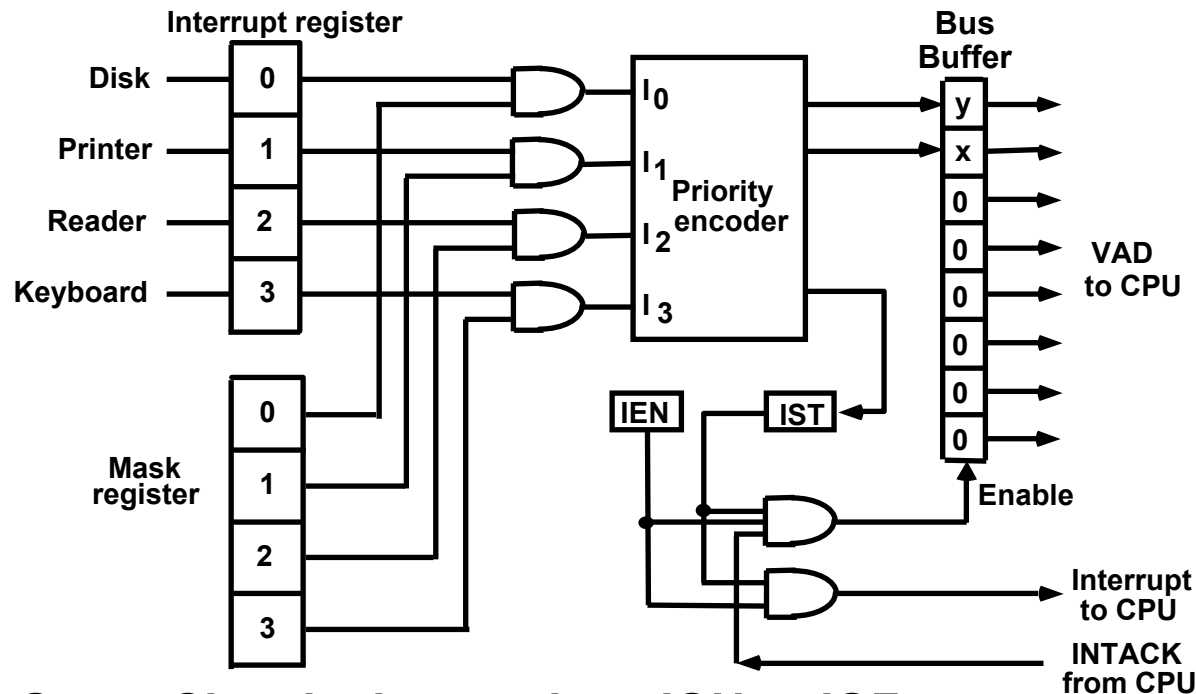 Interrupt register
Bus
Buffer
Disk
0
I0
y
Printer
1
I1
x
Priority
encoder
Reader
2
I2
0
0
VAD
to CPU
Keyboard
3
I3
0
0
0
0
Mask
register
0
1
2
3
IEN
IST
Enable
Interrupt
to CPU
INTACK
from CPU